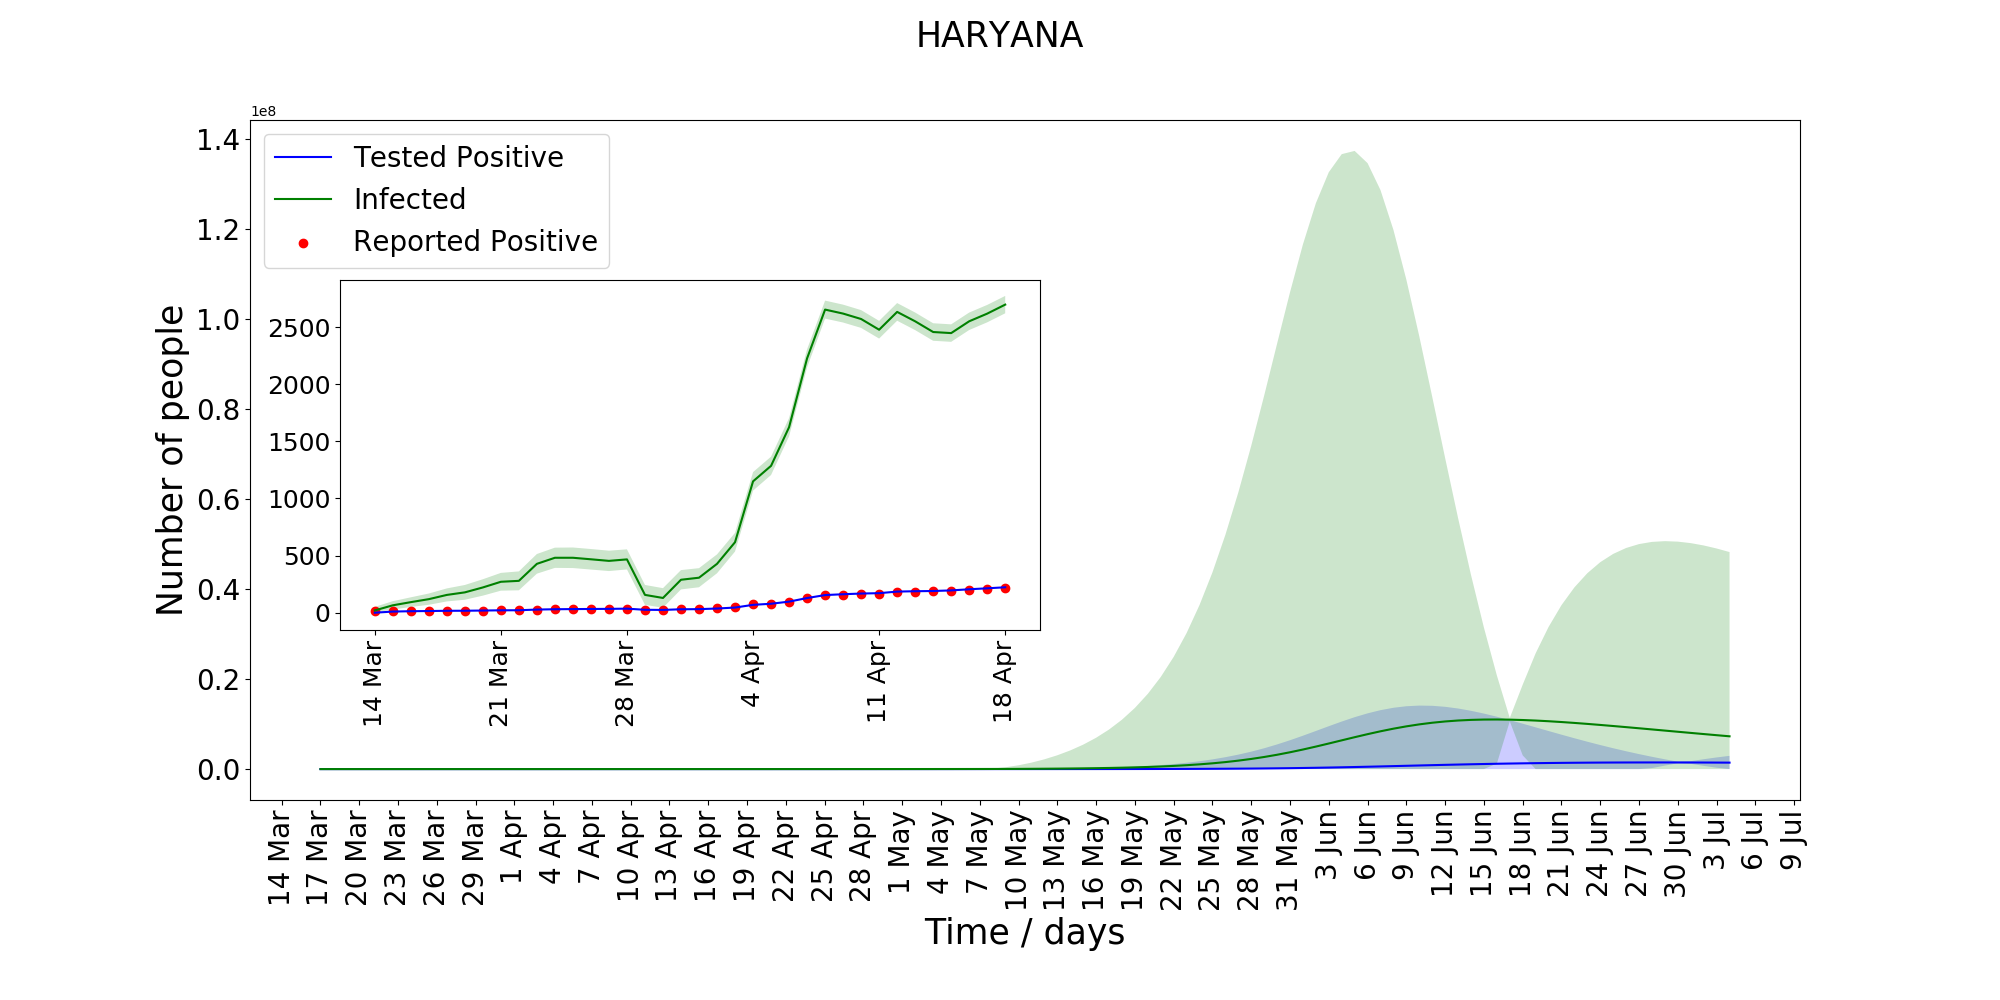 HARYANA
1e8
1.4
1.2
1.0
0.8
0.6
0.4
0.2
0.0
Number of people
Tested Positive
Infected
Reported Positive
2500
2000
1500
1000
500
0
14 Mar
21 Mar
28 Mar
4 Apr
11 Apr
18 Apr
14 Mar
17 Mar
20 Mar
23 Mar
26 Mar
29 Mar
1 Apr
4 Apr
7 Apr
10 Apr
13 Apr
16 Apr
19 Apr
22 Apr
25 Apr
28 Apr
1 May
4 May
7 May
10 May
13 May
16 May
19 May
22 May
25 May
28 May
31 May
3 Jun
6 Jun
9 Jun
12 Jun
15 Jun
18 Jun
21 Jun
24 Jun
27 Jun
30 Jun
3 Jul
6 Jul
9 Jul
Time / days